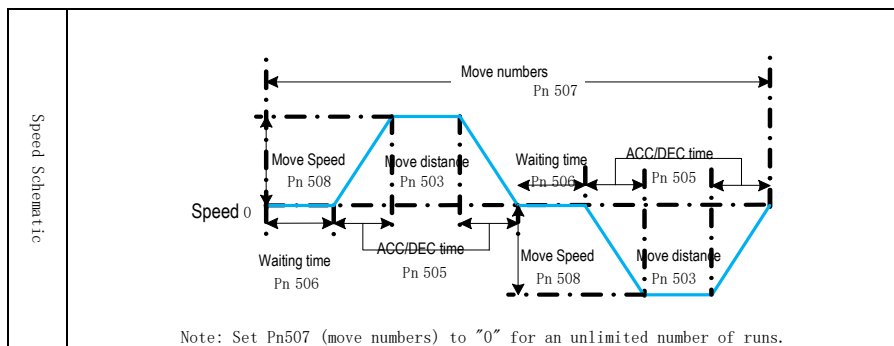 Speed Schematic
Move numbers
Pn 507
Move Speed
Pn 508
Move distance
Pn 503
Waiting time
Pn 506
ACC/DEC time
Pn 505
Speed 0
Waiting time
Pn 506
ACC/DEC time
Pn 505
Move Speed
Pn 508
Move distance
Pn 503
Note: Set Pn507 (move numbers) to "0" for an unlimited number of runs.